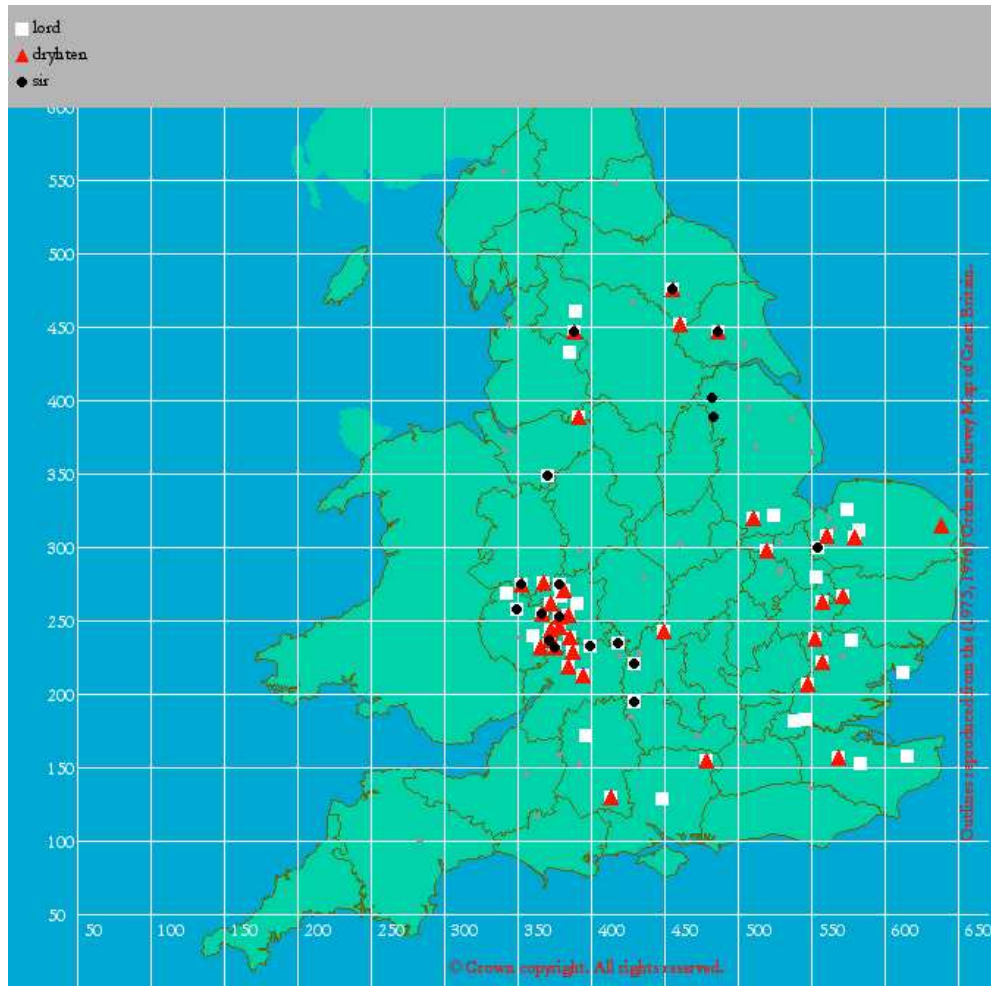 lord
dryhten
sir
600
550
500
450
400
350
300
250
200
150
100
50
50 100 150 200 250 300 350 400 450 500 550 600 650
Outlines reproduced from the (1975, 1976) Ordnance Survey Map of Great Britain.
© Crown copyright. All rights reserved.